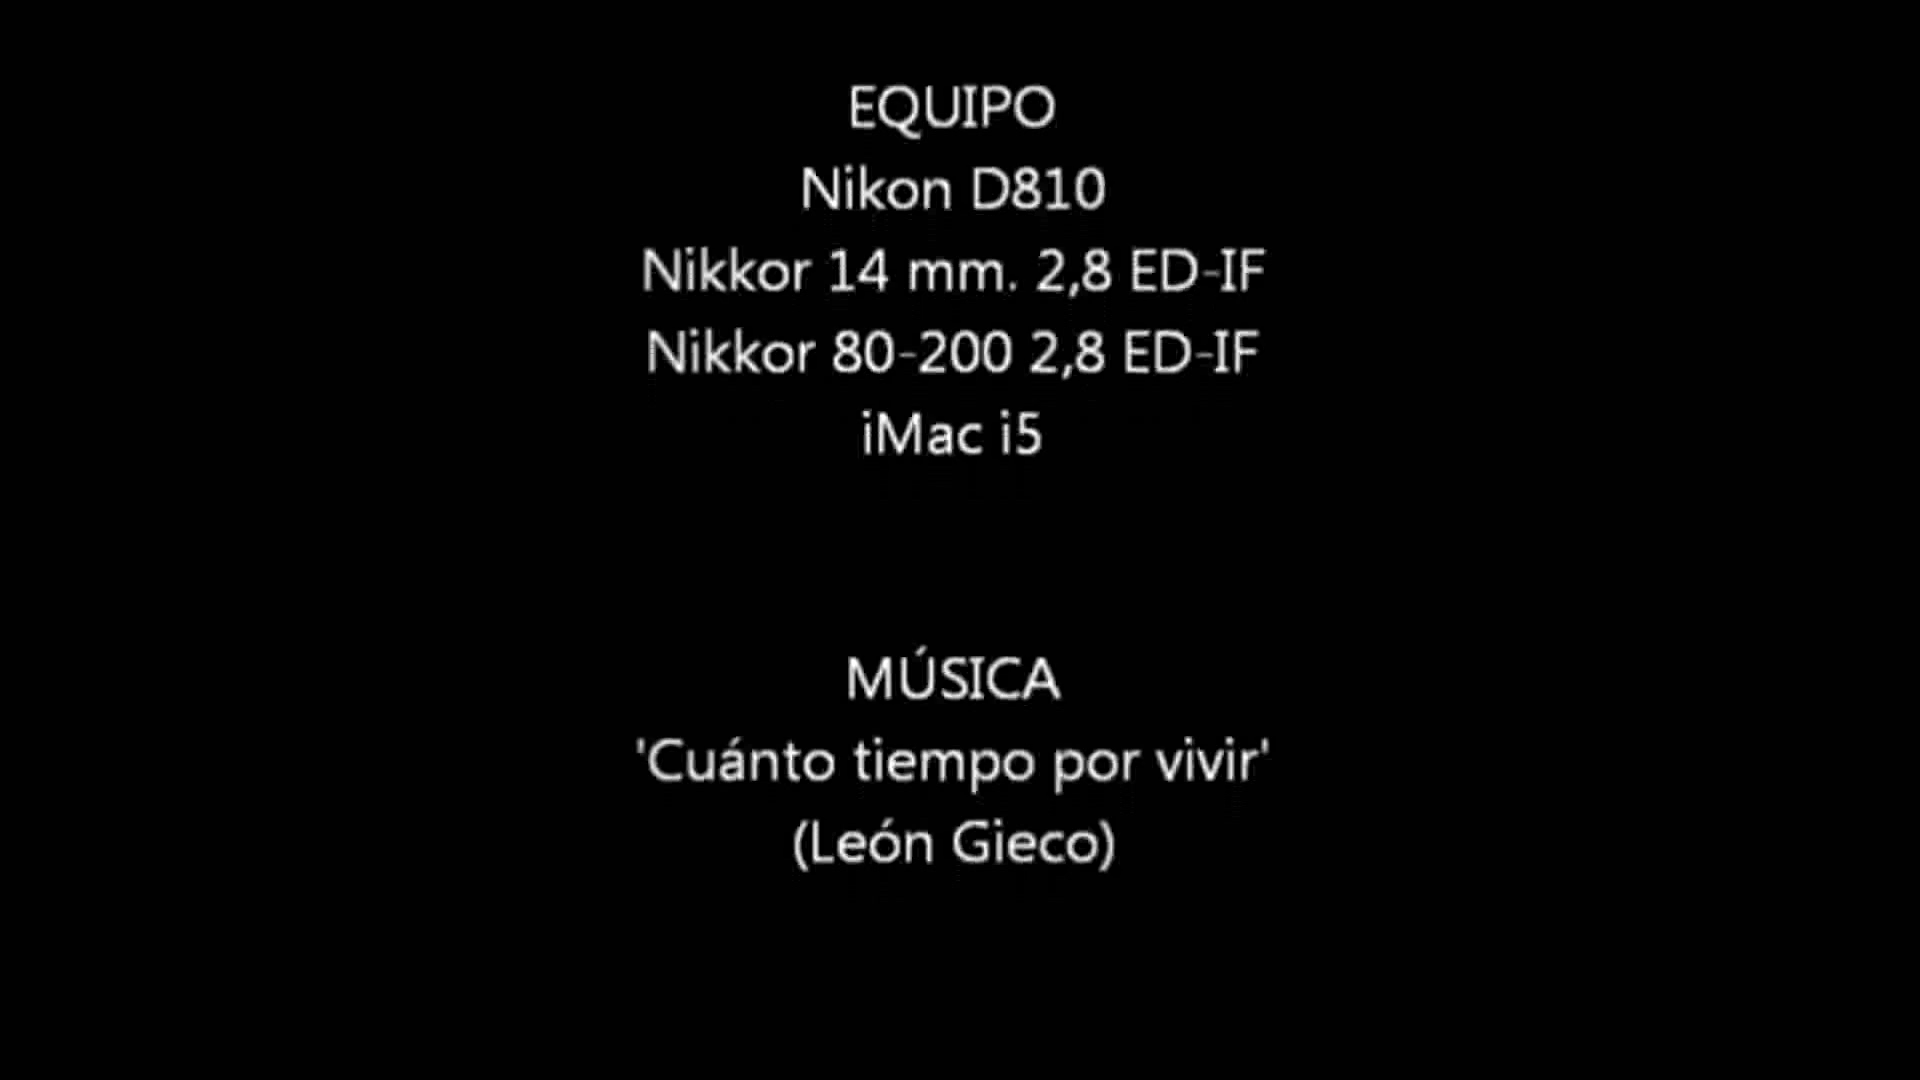 EQUIPO
Nikon D810
Nikkor 14 mm. 2,8 ED-IF
Nikkor 80-200 2,8 ED-IF
iMac i5
MÚSICA
'Cuánto tiempo por vivir'
(León Gieco)